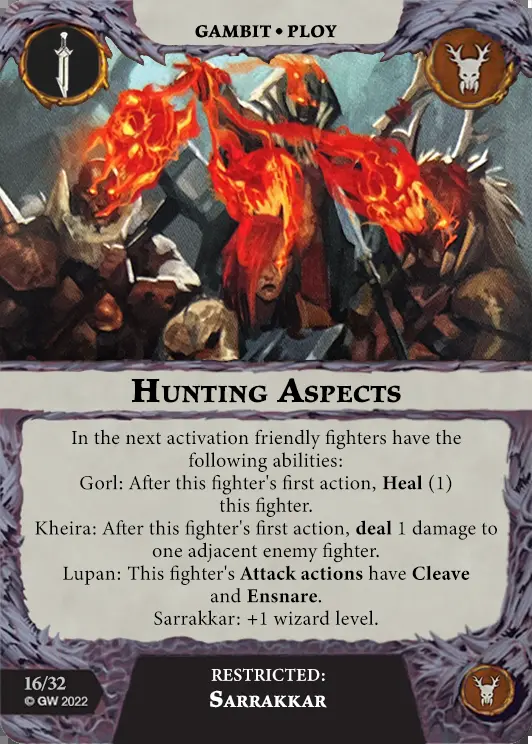 GAMBIT • PLOY
HUNTING ASPECTS
In the next activation friendly fighters have the
following abilities:
Gorl: After this fighter's first action, Heal (1)
this fighter.
Kheira: After this fighter's first action, deal 1 damage to
one adjacent enemy fighter.
Lupan: This fighter's Attack actions have Cleave
and Ensnare.
Sarrakkar: +1 wizard level.
RESTRICTED:
SARRAKKAR
16/32
© GW 2022